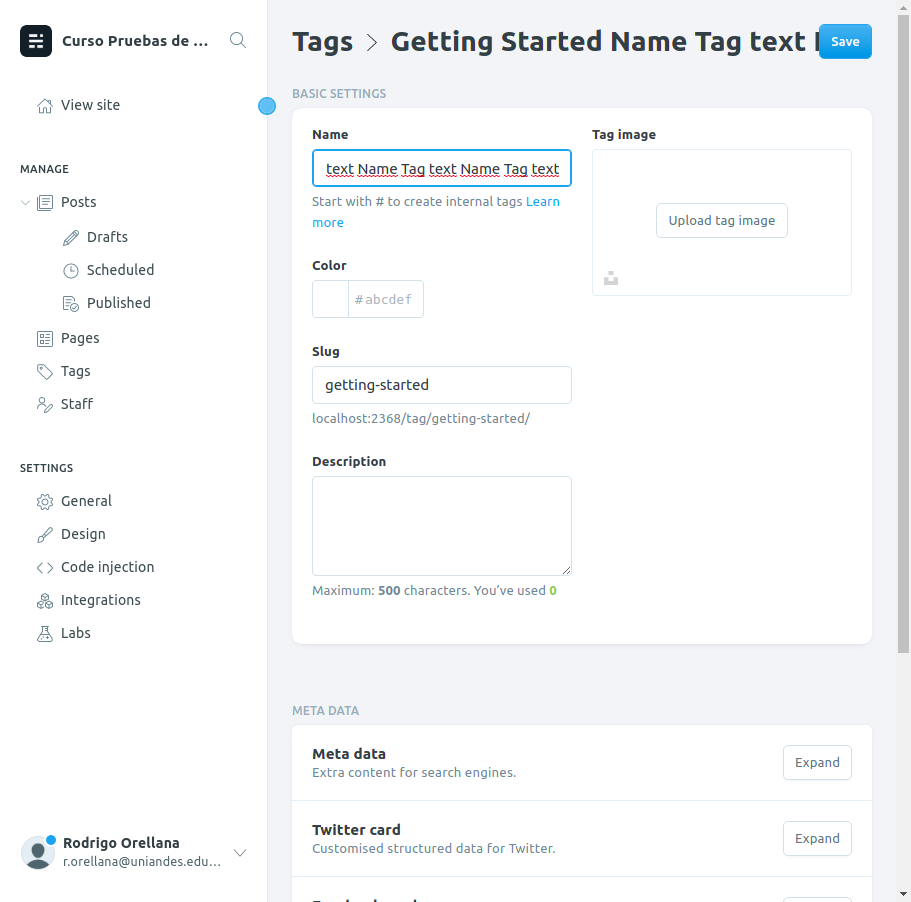 Curso Pruebas de ...
View site
MANAGE
Posts
Drafts
Scheduled
Published
Pages
Tags
Staff
SETTINGS
General
Design
Code injection
Integrations
Labs
Rodrigo Orellana
r.orellana@uniandes.edu...
Tags > Getting Started Name Tag text
Save
BASIC SETTINGS
Name
text Name Tag text Name Tag text
Start with # to create internal tags Learn
more
Tag image
Upload tag image
Color
#abcdef
Slug
getting-started
localhost:2368/tag/getting-started/
Description
Maximum: 500 characters. You've used 0
META DATA
Meta data
Extra content for search engines.
Expand
Twitter card
Customised structured data for Twitter.
Expand